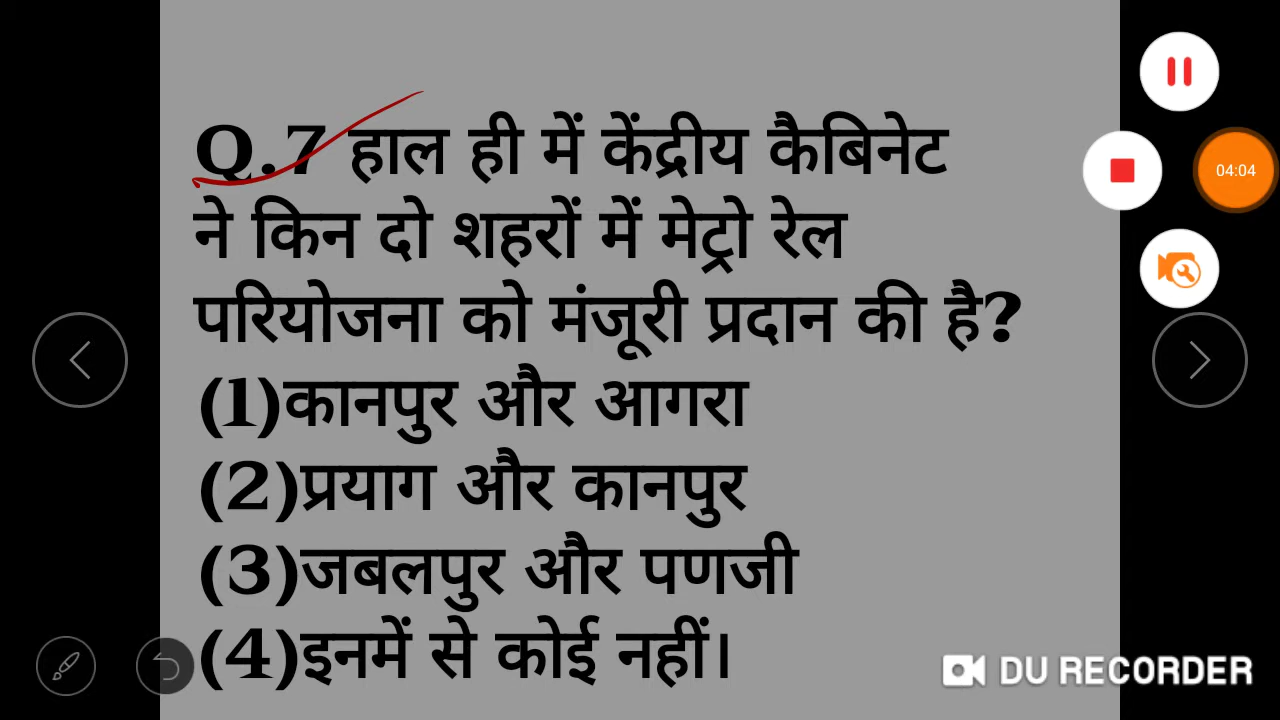 Q.7 हाल ही में केंद्रीय कैबिनेट
ने किन दो शहरों में मेट्रो रेल
परियोजना को मंजूरी प्रदान की है?
(1)कानपुर और आगरा
(2)प्रयाग और कानपुर
(3)जबलपुर और पणजी
(4)इनमें से कोई नहीं।
04:04
DU RECORDER